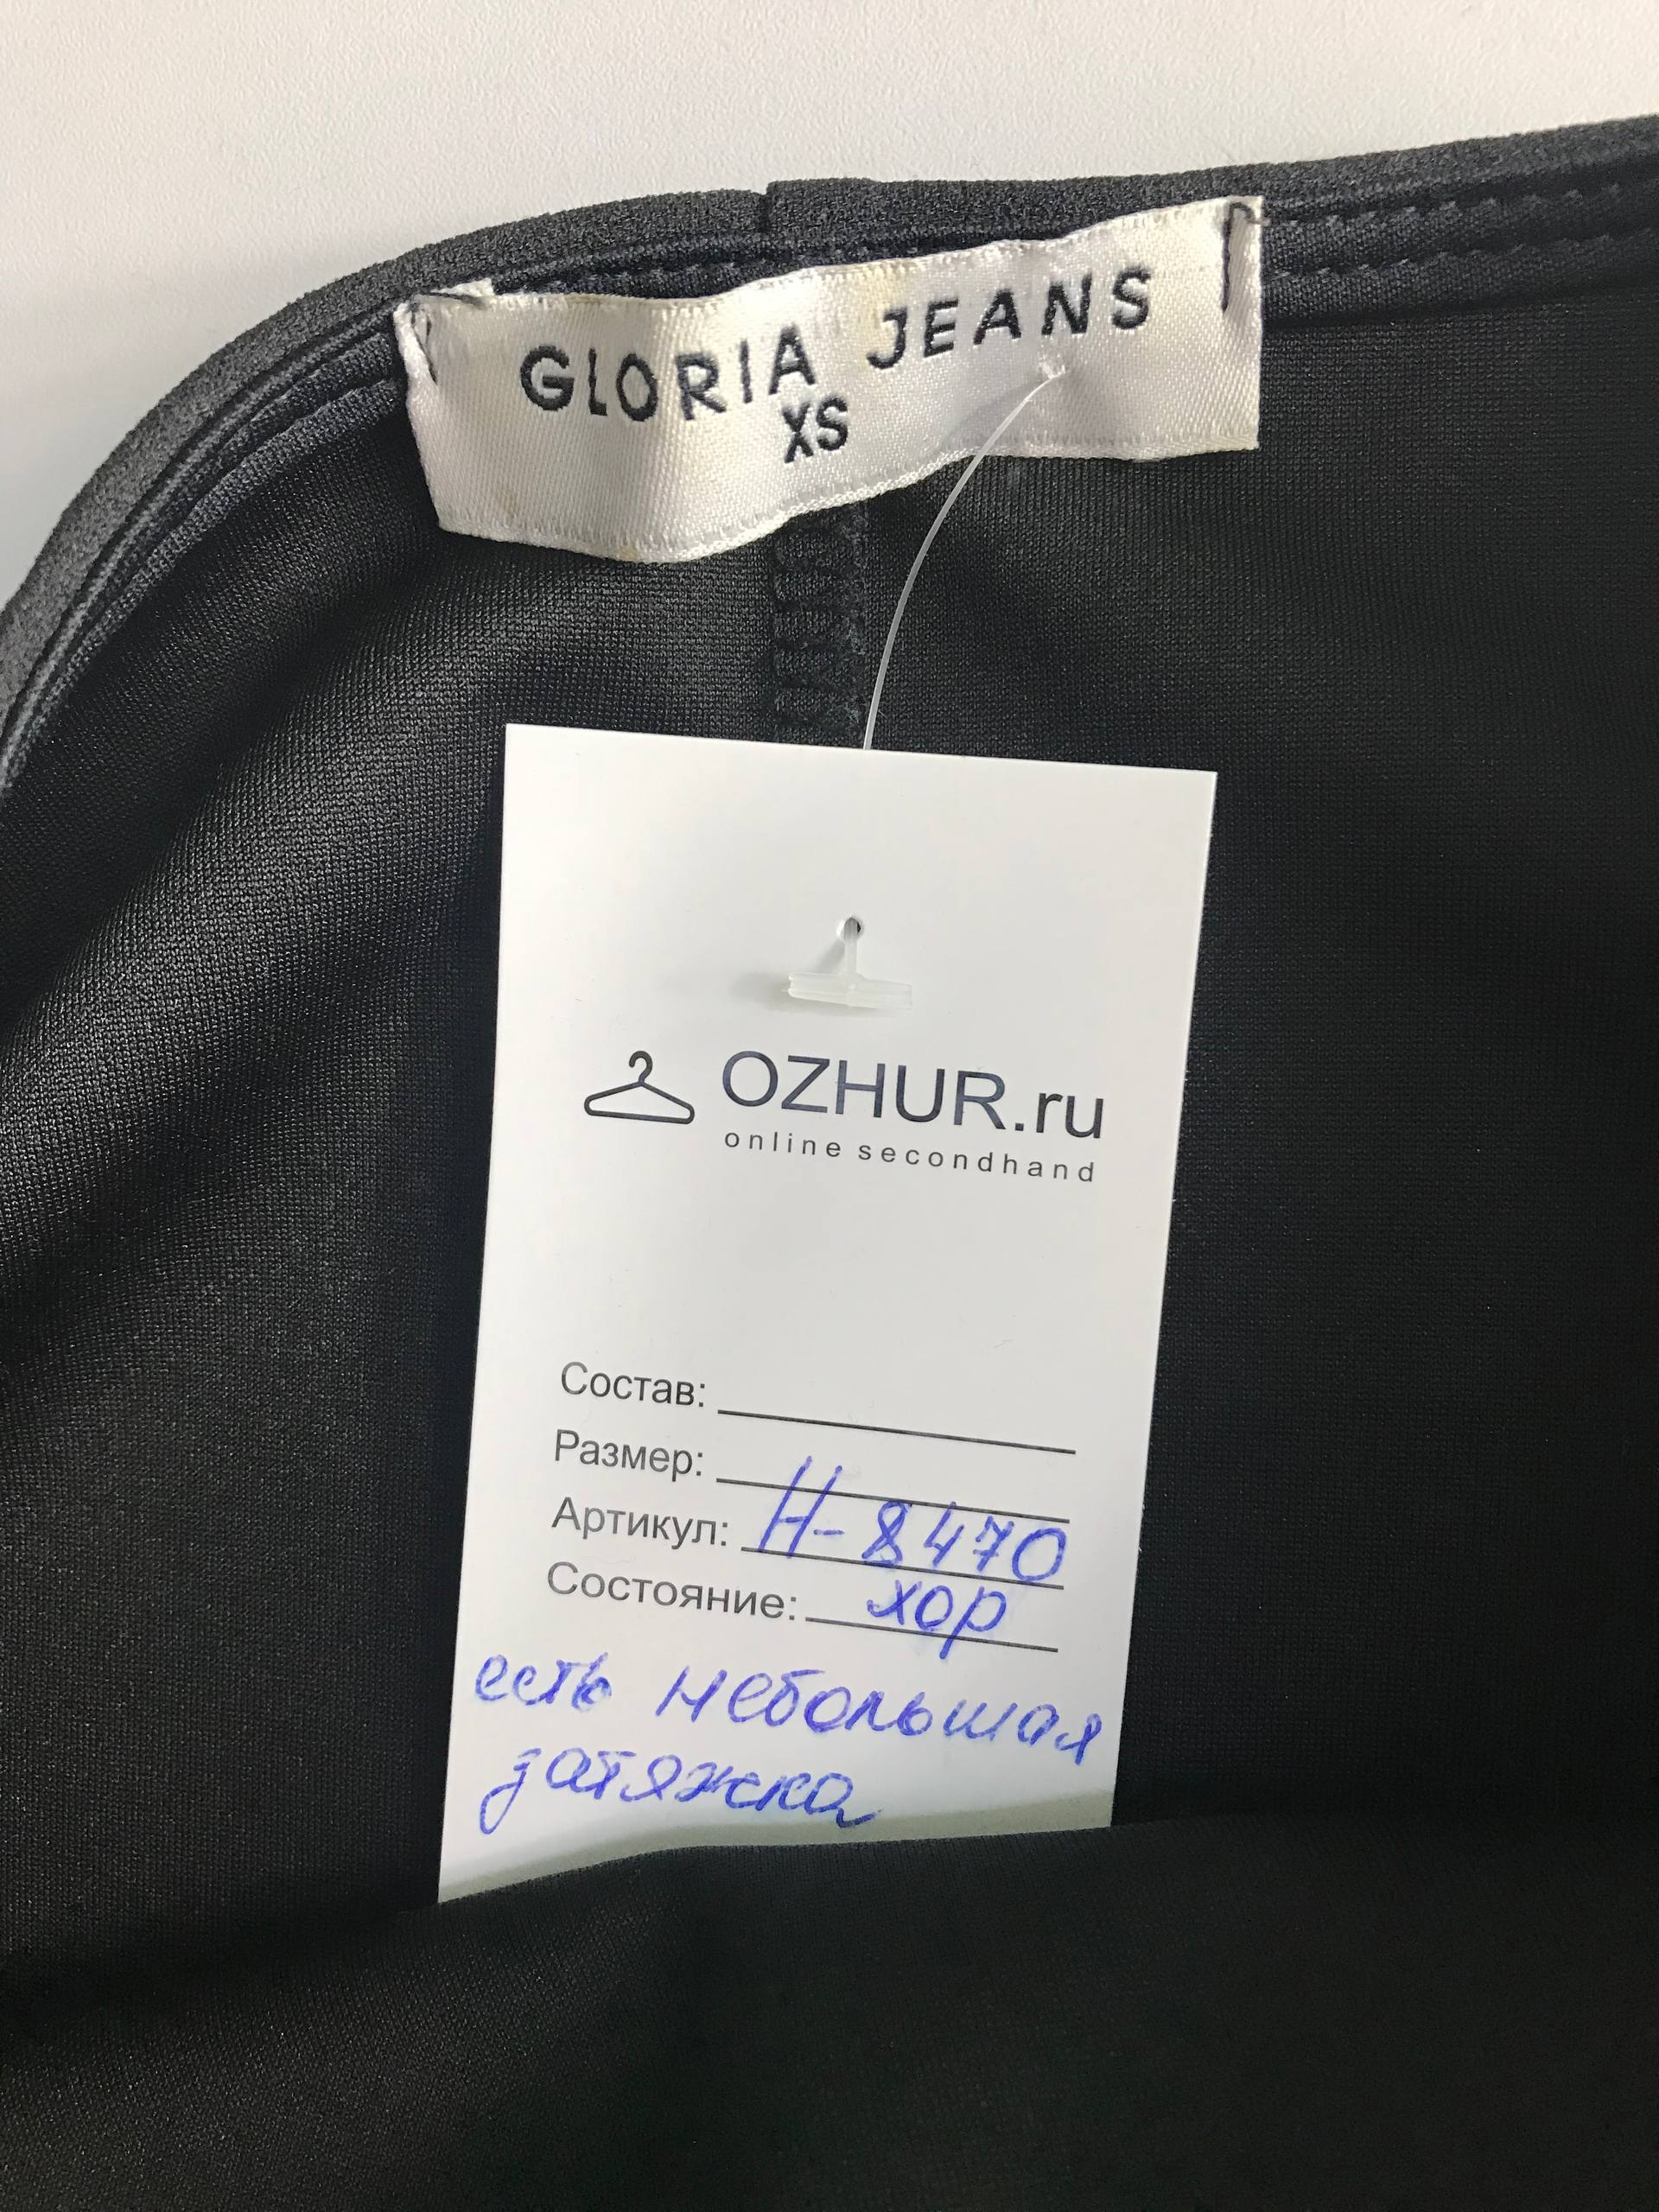 GLORIA JEANS
XS
OZHUR.ru
online secondhand
Состав:
Размер:
Артикул: Н-8470
Состояние: хор
есть небольшая
затяжка